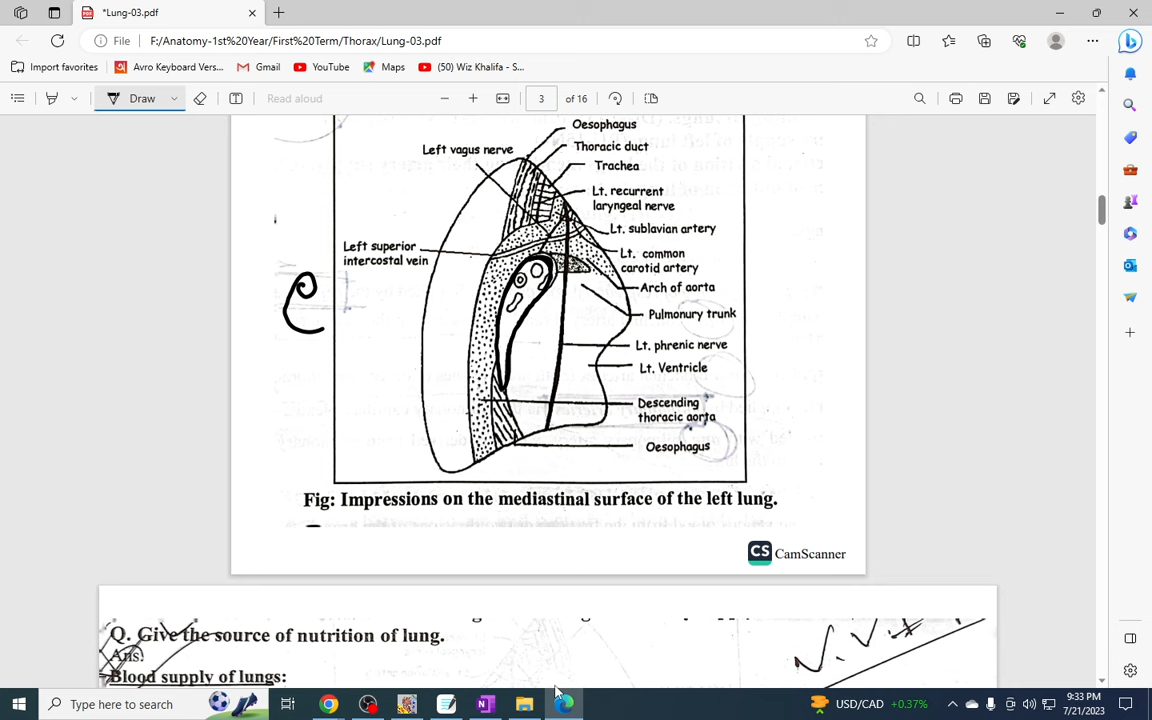 *Lung-03.pdf
File F:/Anatomy-1st%20Year/First%20Term/Thorax/Lung-03.pdf
Import favorites Avro Keyboard Vers... Gmail YouTube Maps (50) Wiz Khalifa - S...
Draw Read aloud 3 of 16
Oesophagus
Left vagus nerve Thoracic duct
Trachea
Lt. recurrent
laryngeal nerve
Lt. sublavian artery
Left superior
intercostal vein
Lt. common
carotid artery
Arch of aorta
Pulmonury trunk
Lt. phrenic nerve
Lt. Ventricle
Descending
thoracic aorta
Oesophagus
Fig: Impressions on the mediastinal surface of the left lung.
CS CamScanner
Q. Give the source of nutrition of lung.
Ans:
Blood supply of lungs:
Type here to search
USD/CAD +0.37%
9:33 PM
7/21/2023